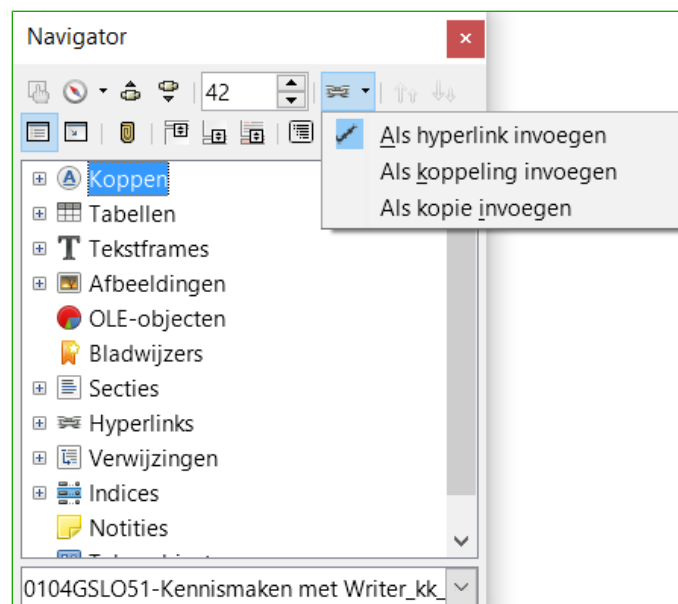 Navigator
42
Als hyperlink invoegen
Als koppeling invoegen
Als kopie invoegen
Koppen
Tabellen
Tekstframes
Afbeeldingen
OLE-objecten
Bladwijzers
Secties
Hyperlinks
Verwijzingen
Indices
Notities
0104GSLO51-Kennismaken met Writer_kk_